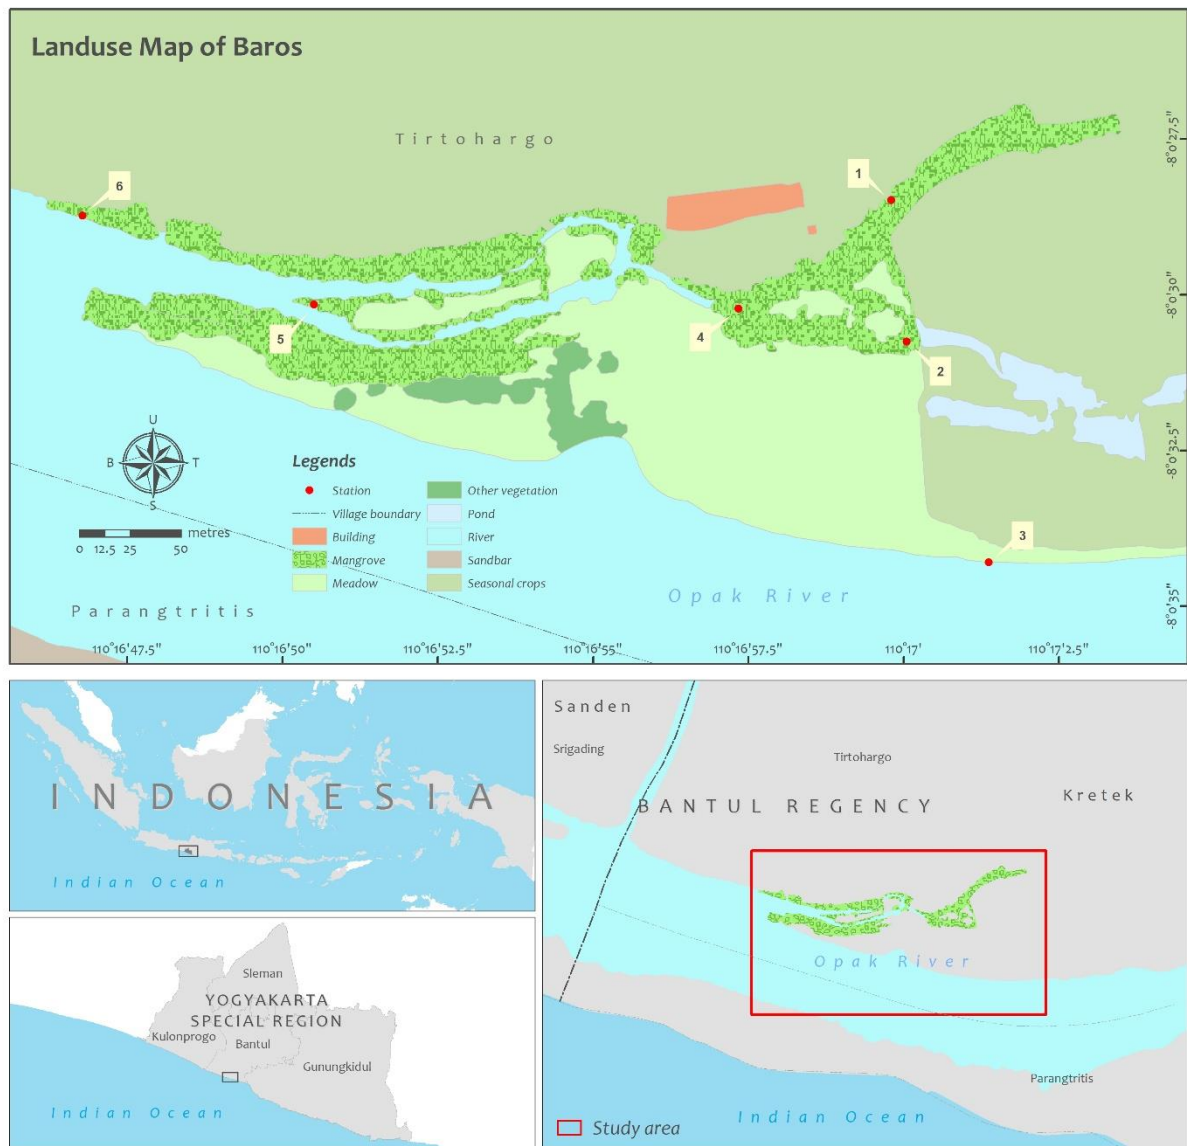 Landuse Map of Baros
Tirtohargo
1
6
5
4
2
3
-8°0'27.5"
-8°0'30"
-8°0'32.5"
-8°0'35"
U
B
T
S
0 12.5 25 50
metres
Legends
Station
Village boundary
Building
Mangrove
Meadow
Other vegetation
Pond
River
Sandbar
Seasonal crops
Opak River
Parangtritis
110°16'47.5" 110°16'50" 110°16'52.5" 110°16'55" 110°16'57.5" 110°17' 110°17'2.5"
INDONESIA
Indian Ocean
Sleman
YOGYAKARTA
SPECIAL REGION
Kulonprogo
Bantul
Gunungkidul
Indian Ocean
Sanden
Srigading
Tirtohargo
BANTUL REGENCY
Kretek
Opak River
Parangtritis
Indian Ocean
Study area